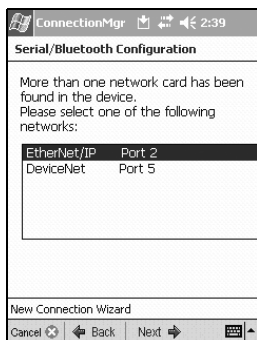 ConnectionMgr 2:39
Serial/Bluetooth Configuration
More than one network card has been
found in the device.
Please select one of the following
networks:
EtherNet/IP Port 2
DeviceNet Port 5
New Connection Wizard
Cancel Back Next